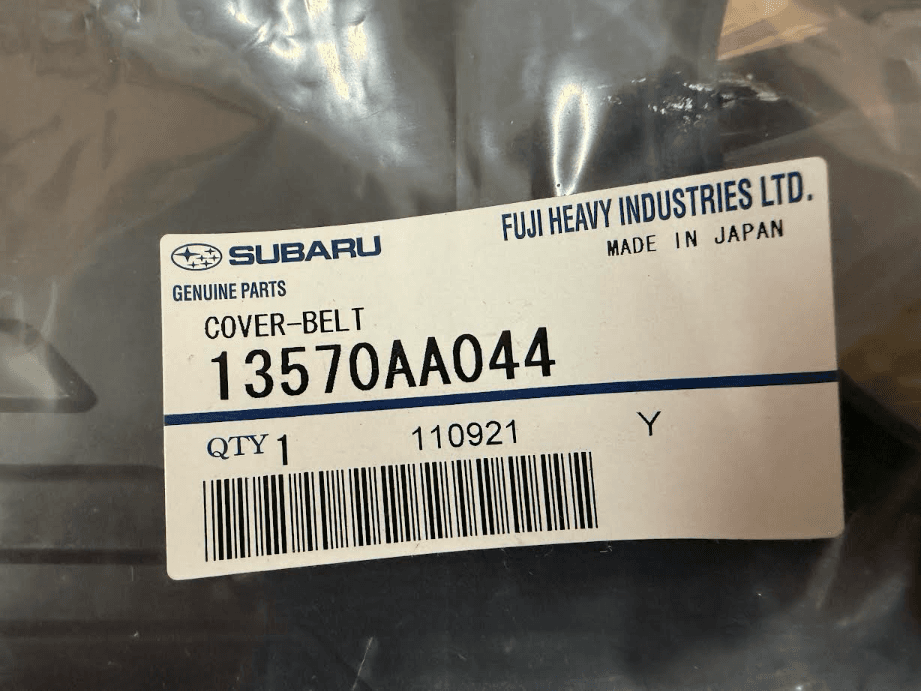 SUBARU
FUJI HEAVY INDUSTRIES LTD.
MADE IN JAPAN
GENUINE PARTS
COVER-BELT
13570AA044
QTY 1 110921 Y